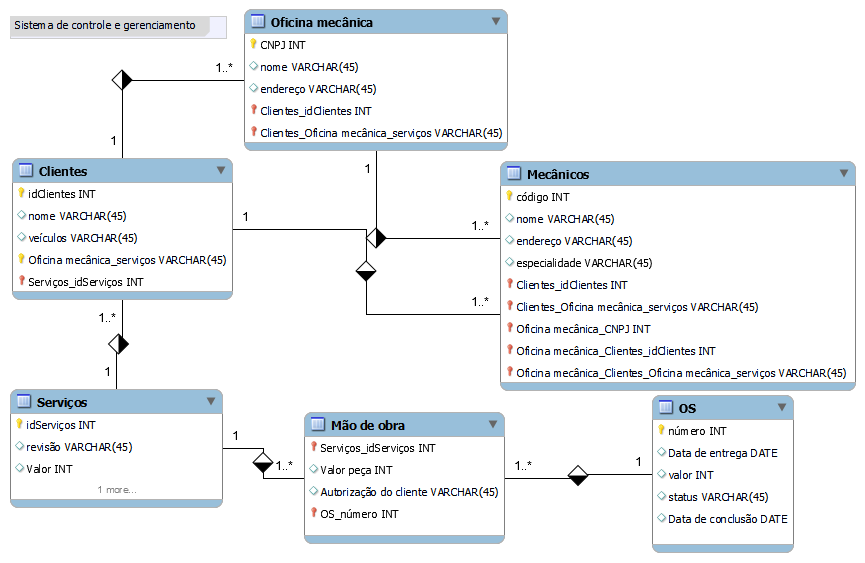 Sistema de controle e gerenciamento
Oficina mecânica
CNPJ INT
nome VARCHAR(45)
endereço VARCHAR(45)
Clientes_idClientes INT
Clientes_Oficina mecânica_serviços VARCHAR(45)
1..*
1
1
Clientes
idClientes INT
nome VARCHAR(45)
veículos VARCHAR(45)
Oficina mecânica_serviços VARCHAR(45)
Serviços_idServiços INT
1
1..*
1..*
Mecânicos
código INT
nome VARCHAR(45)
endereço VARCHAR(45)
especialidade VARCHAR(45)
Clientes_idClientes INT
Clientes_Oficina mecânica_serviços VARCHAR(45)
Oficina mecânica_CNPJ INT
Oficina mecânica_Clientes_idClientes INT
Oficina mecânica_Clientes_Oficina mecânica_serviços VARCHAR(45)
1..*
1
Serviços
idServiços INT
revisão VARCHAR(45)
Valor INT
1 more...
1
1..*
Mão de obra
Serviços_idServiços INT
Valor peça INT
Autorização do cliente VARCHAR(45)
OS_número INT
1..*
1
OS
número INT
Data de entrega DATE
valor INT
status VARCHAR(45)
Data de conclusão DATE